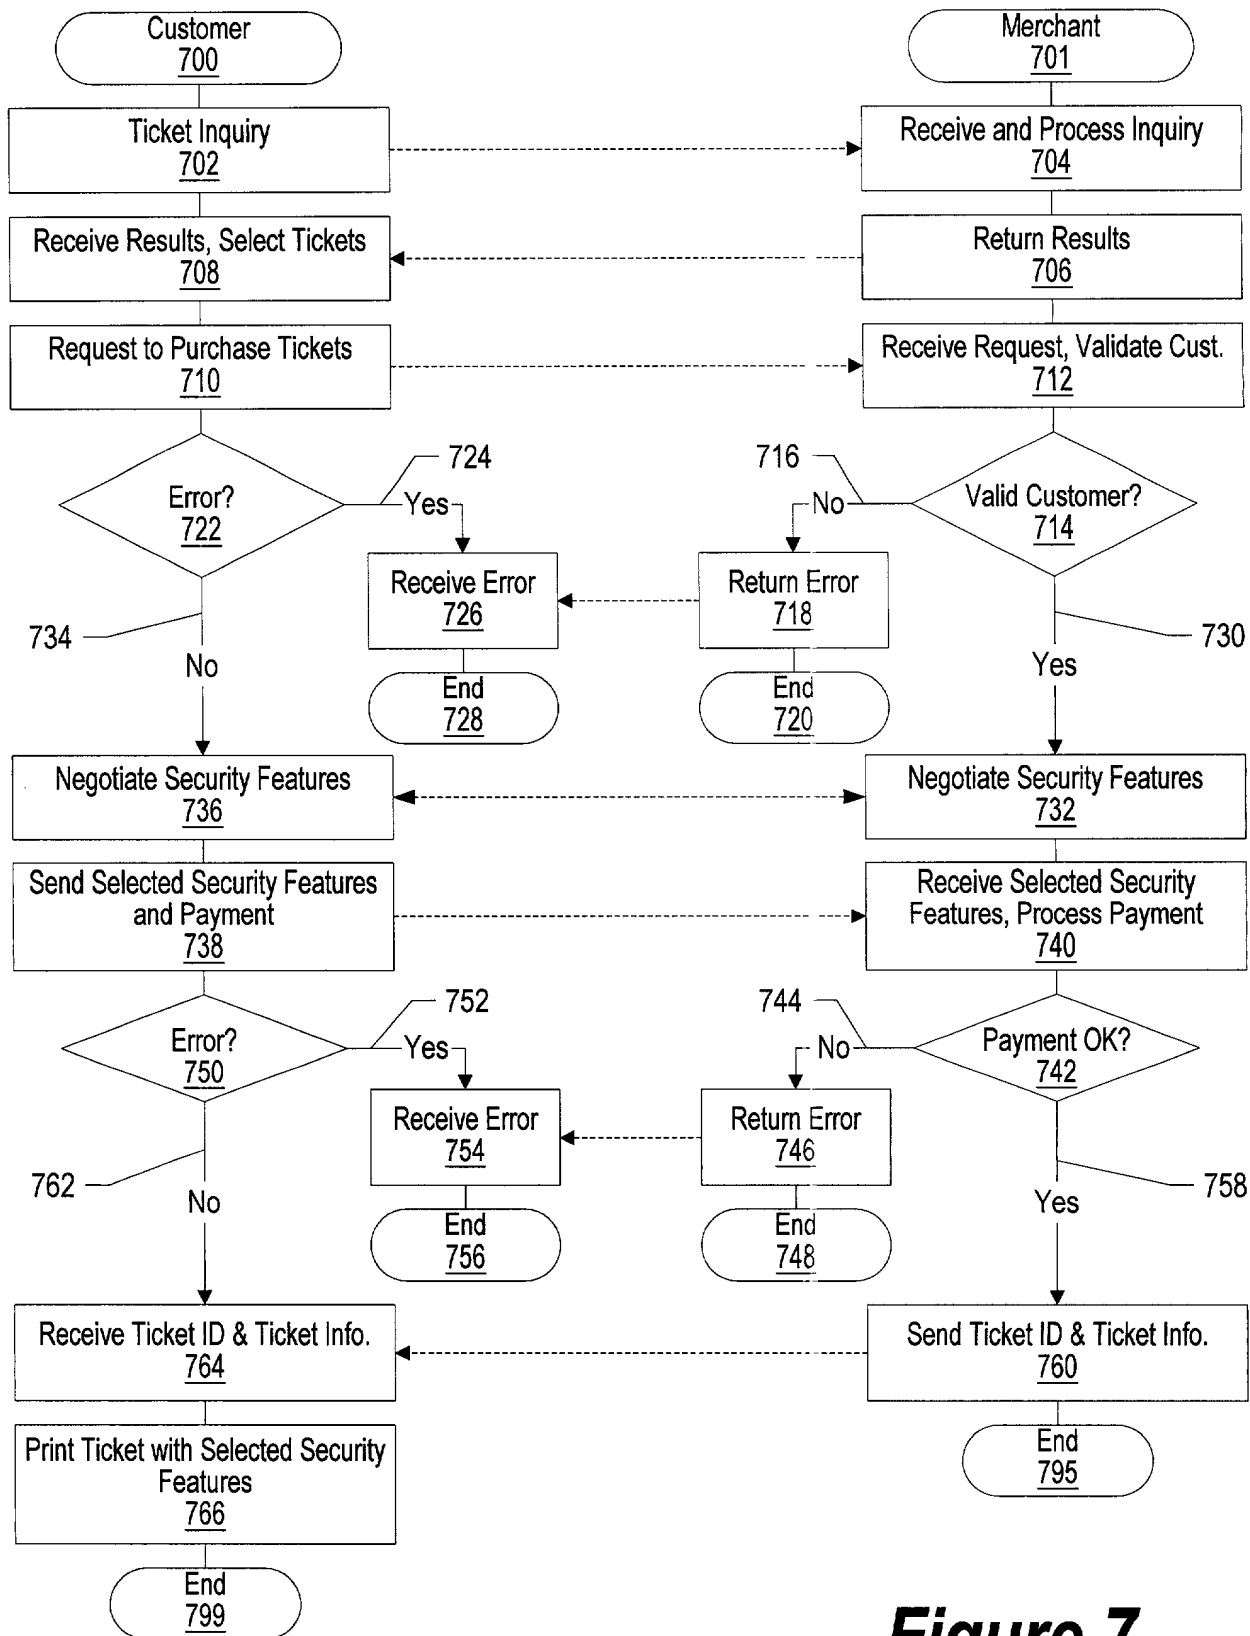 Customer
700
Merchant
701
Ticket Inquiry
702
Receive and Process Inquiry
704
Receive Results, Select Tickets
708
Return Results
706
Request to Purchase Tickets
710
Receive Request, Validate Cust.
712
Error?
722
724
Yes
716
No
Valid Customer?
714
Receive Error
726
Return Error
718
734
No
730
Yes
End
728
End
720
Negotiate Security Features
736
Negotiate Security Features
732
Send Selected Security Features
and Payment
738
Receive Selected Security
Features, Process Payment
740
Error?
750
752
Yes
744
No
Payment OK?
742
Receive Error
754
Return Error
746
762
No
758
Yes
End
756
End
748
Receive Ticket ID & Ticket Info.
764
Send Ticket ID & Ticket Info.
760
Print Ticket with Selected Security
Features
766
End
795
End
799
Figure 7